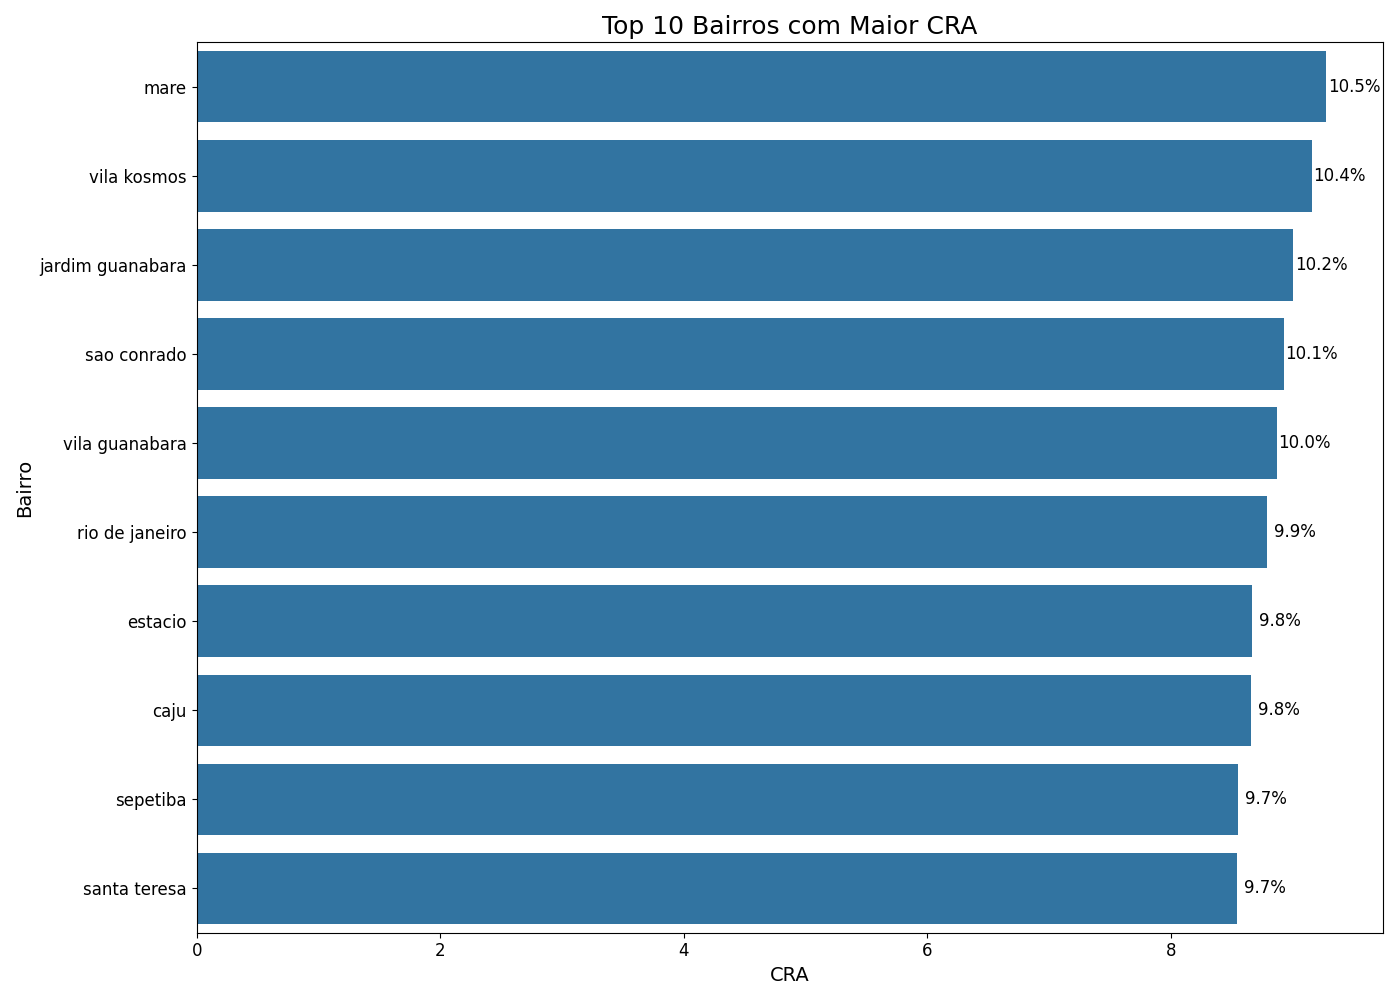 Top 10 Bairros com Maior CRA
mare 10.5%
vila kosmos 10.4%
jardim guanabara 10.2%
sao conrado 10.1%
vila guanabara 10.0%
rio de janeiro 9.9%
estacio 9.8%
caju 9.8%
sepetiba 9.7%
santa teresa 9.7%
Bairro
0 2 4 6 8
CRA